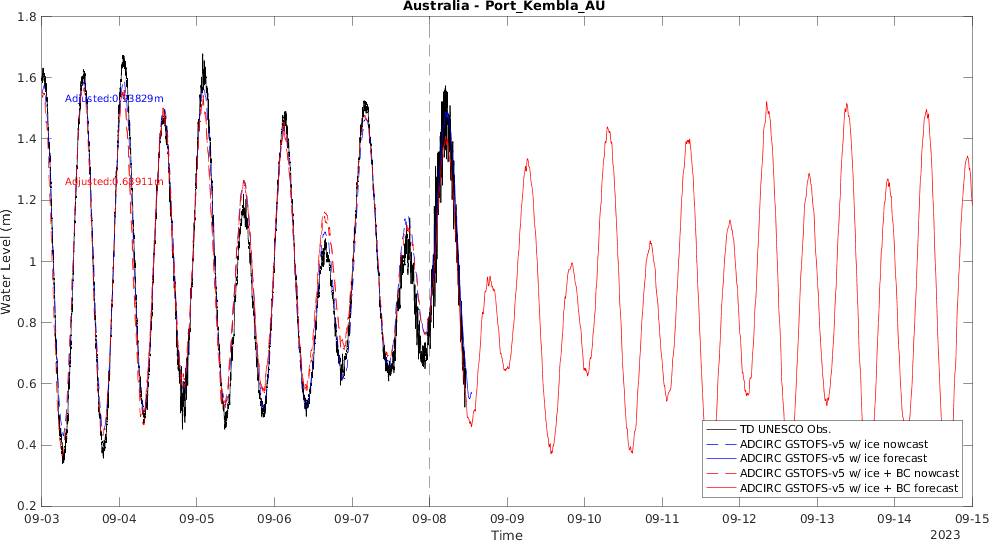 Australia - Port_Kembla_AU
1.8
1.6
1.4
1.2
1
0.8
0.6
0.4
0.2
Water Level (m)
Adjusted:0.93829m
Adjusted:0.68911m
TD UNESCO Obs.
ADCIRC GSTOFS-v5 w/ ice nowcast
ADCIRC GSTOFS-v5 w/ ice forecast
ADCIRC GSTOFS-v5 w/ ice + BC nowcast
ADCIRC GSTOFS-v5 w/ ice + BC forecast
09-03 09-04 09-05 09-06 09-07 09-08 09-09 09-10 09-11 09-12 09-13 09-14 09-15
Time
2023